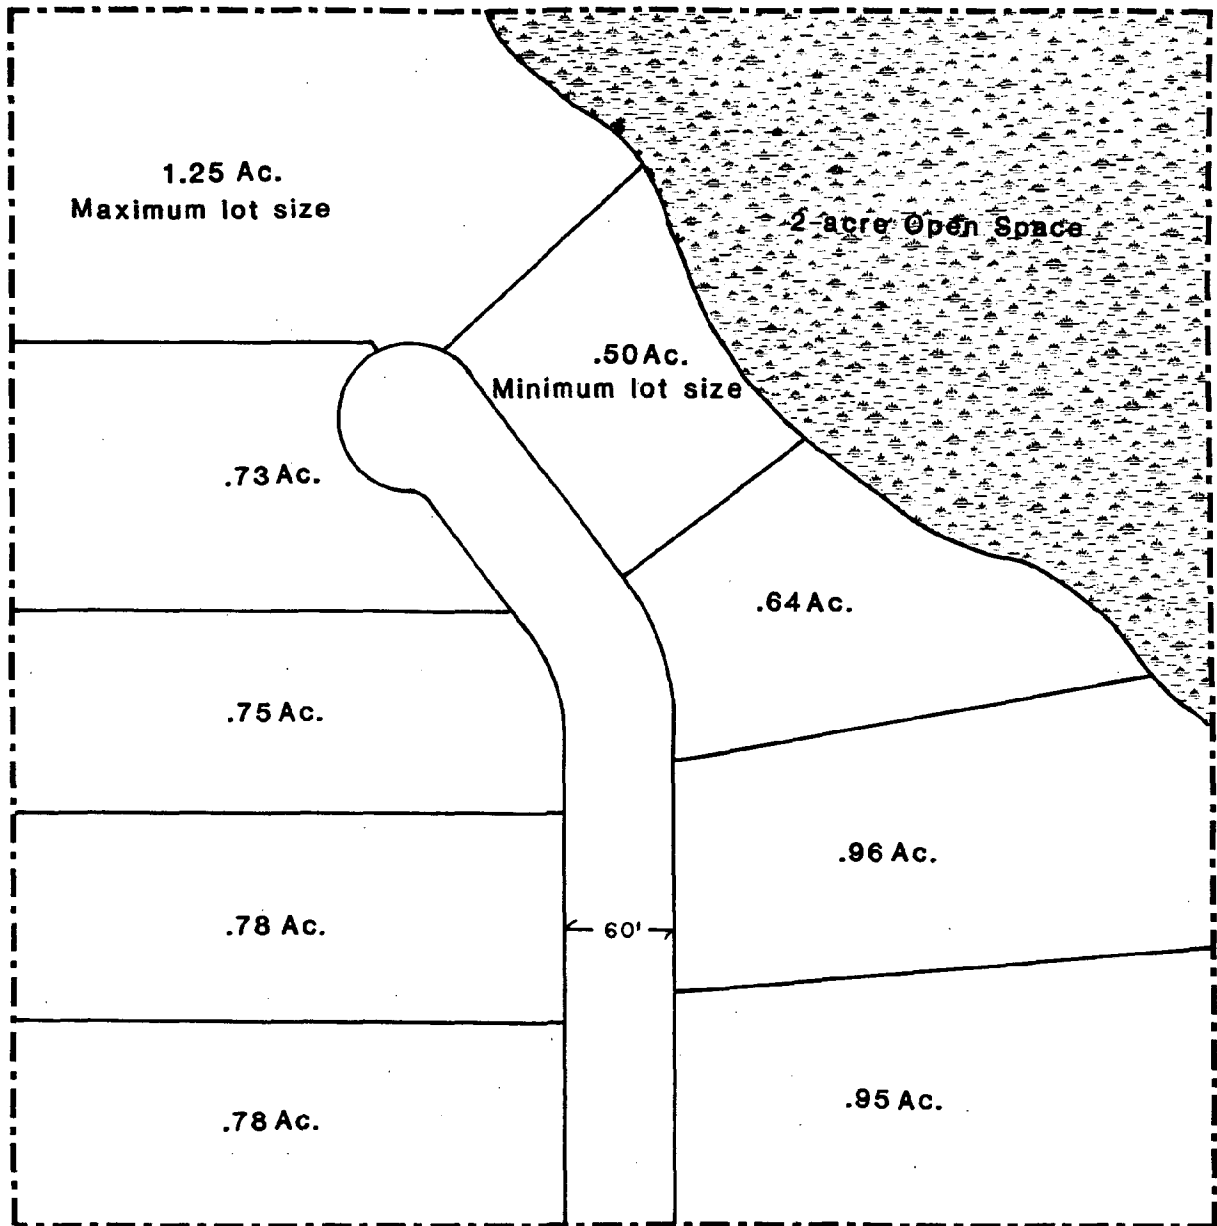 1.25 Ac.
Maximum lot size
2-acre Open Space
.50 Ac.
Minimum lot size
.73 Ac.
.64 Ac.
.75 Ac.
.96 Ac.
.78 Ac.
60'
.95 Ac.
.78 Ac.